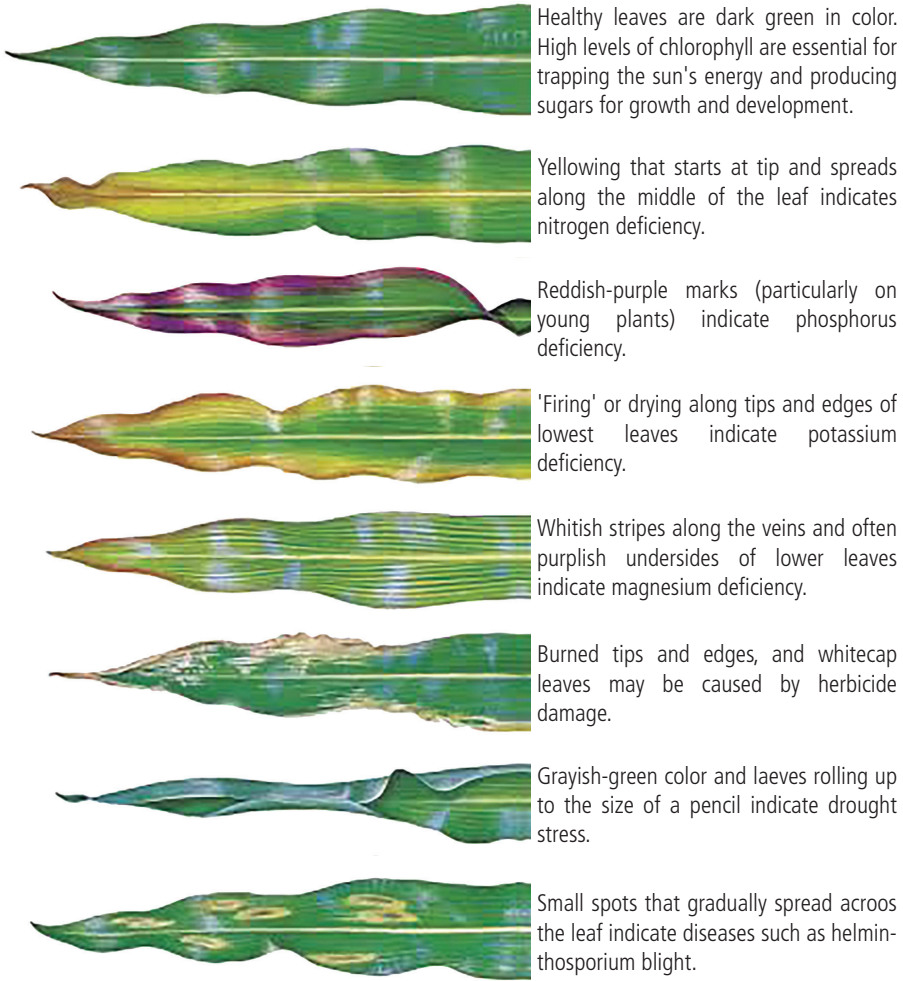 Healthy leaves are dark green in color.
High levels of chlorophyll are essential for
trapping the sun's energy and producing
sugars for growth and development.
Yellowing that starts at tip and spreads
along the middle of the leaf indicates
nitrogen deficiency.
Reddish-purple marks (particularly on
young plants) indicate phosphorus
deficiency.
'Firing' or drying along tips and edges of
lowest leaves indicate potassium
deficiency.
Whitish stripes along the veins and often
purplish undersides of lower leaves
indicate magnesium deficiency.
Burned tips and edges, and whitecap
leaves may be caused by herbicide
damage.
Grayish-green color and laeves rolling up
to the size of a pencil indicate drought
stress.
Small spots that gradually spread acroos
the leaf indicate diseases such as helmin-
thosporium blight.